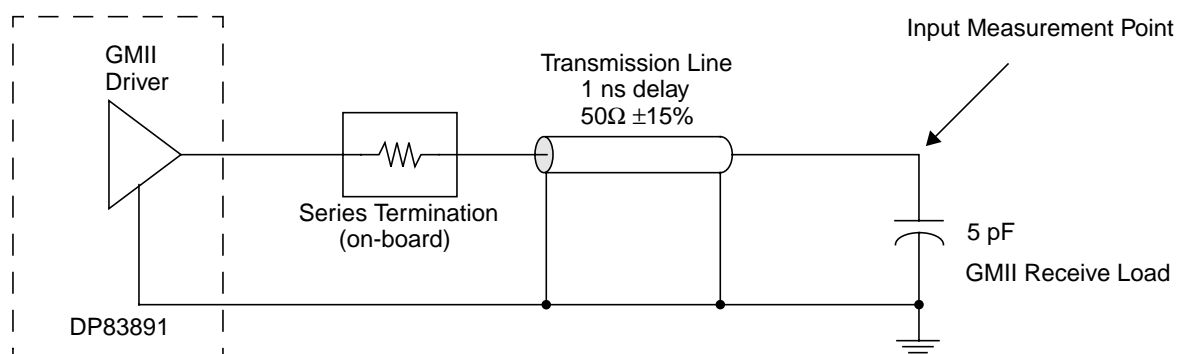 Input Measurement Point
GMII
Driver
Transmission Line
1 ns delay
50Ω ±15%
Series Termination
(on-board)
5 pF
GMII Receive Load
DP83891